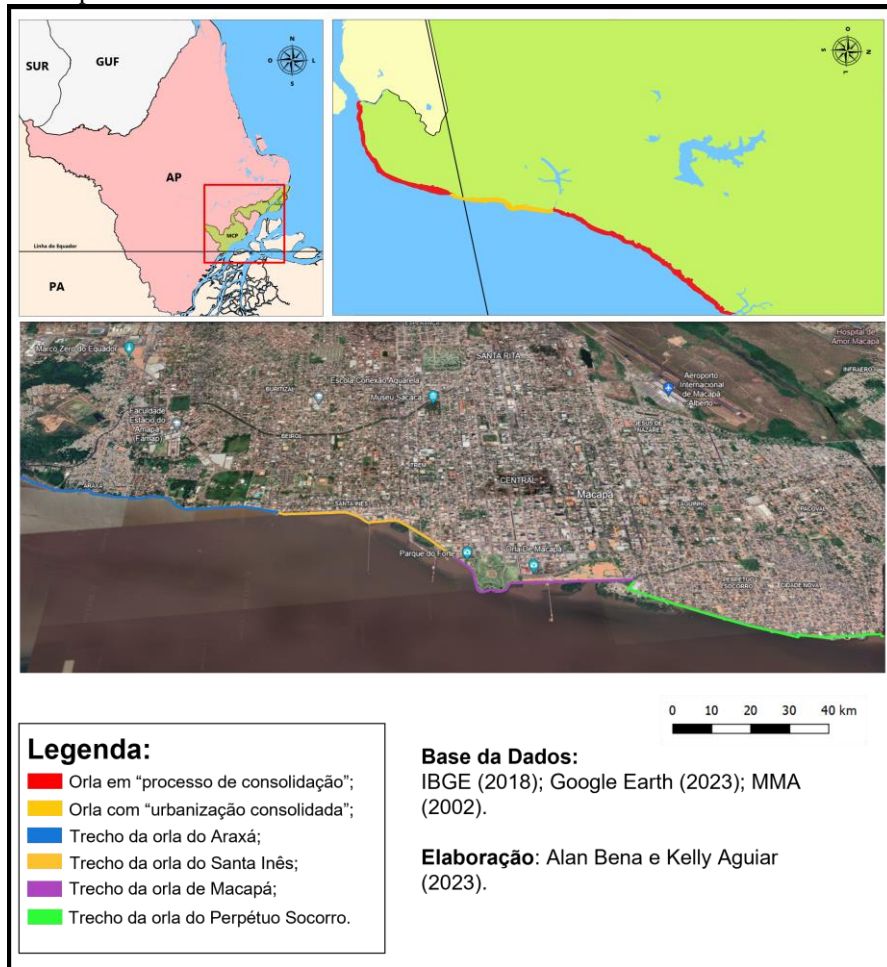 N
O
L
S
SUR
GUF
AP
MCP
Linha do Equador
PA
O
S
N
L
Marco Zero do Equador
SANTA RITA
Hospital de
Amor Macapá
BURITIZAL
Escola Conexão Aquarela
Museu Sacaca
Aeroporto
Internacional
de Macapá
Alberto
INFRAERO
Faculdade
Estácio do
Amapá
(Famap)
BEIROL
JESUS DE
NAZARÉ
TREM
CENTRAL
Macapá
LAGUINHO
PACOVAL
ARAXÁ
SANTA INÊS
Parque do Forte
Orla De Macapá
PERPÉTUO
SOCORRO
CIDADE NOVA
0 10 20 30 40 km
Legenda:
Orla em “processo de consolidação”;
Orla com “urbanização consolidada”;
Trecho da orla do Araxá;
Trecho da orla do Santa Inês;
Trecho da orla de Macapá;
Trecho da orla do Perpétuo Socorro.
Base da Dados:
IBGE (2018); Google Earth (2023); MMA
(2002).
Elaboração: Alan Bena e Kelly Aguiar
(2023).